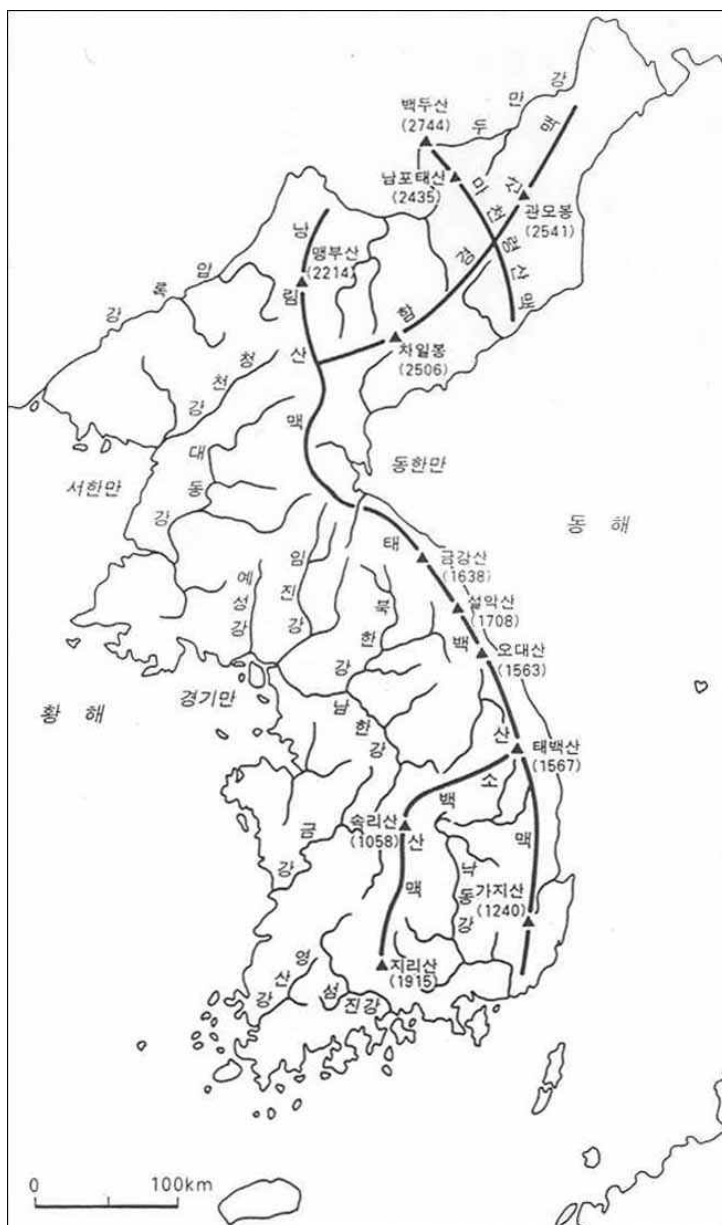 백두산
(2744)
두만강
남포태산
(2435)
마천령산맥
관모봉
(2541)
함경산맥
낭림산맥
맹부산
(2214)
차일봉
(2506)
압록강
청천강
대동강
서한만
동한만
동해
태백산맥
금강산
(1638)
설악산
(1708)
오대산
(1563)
임진강
예성강
북한강
남한강
경기만
황해
태백산
(1567)
소백산맥
속리산
(1058)
금강
낙동강
가지산
(1240)
지리산
(1915)
영산강
섬진강
0 100km